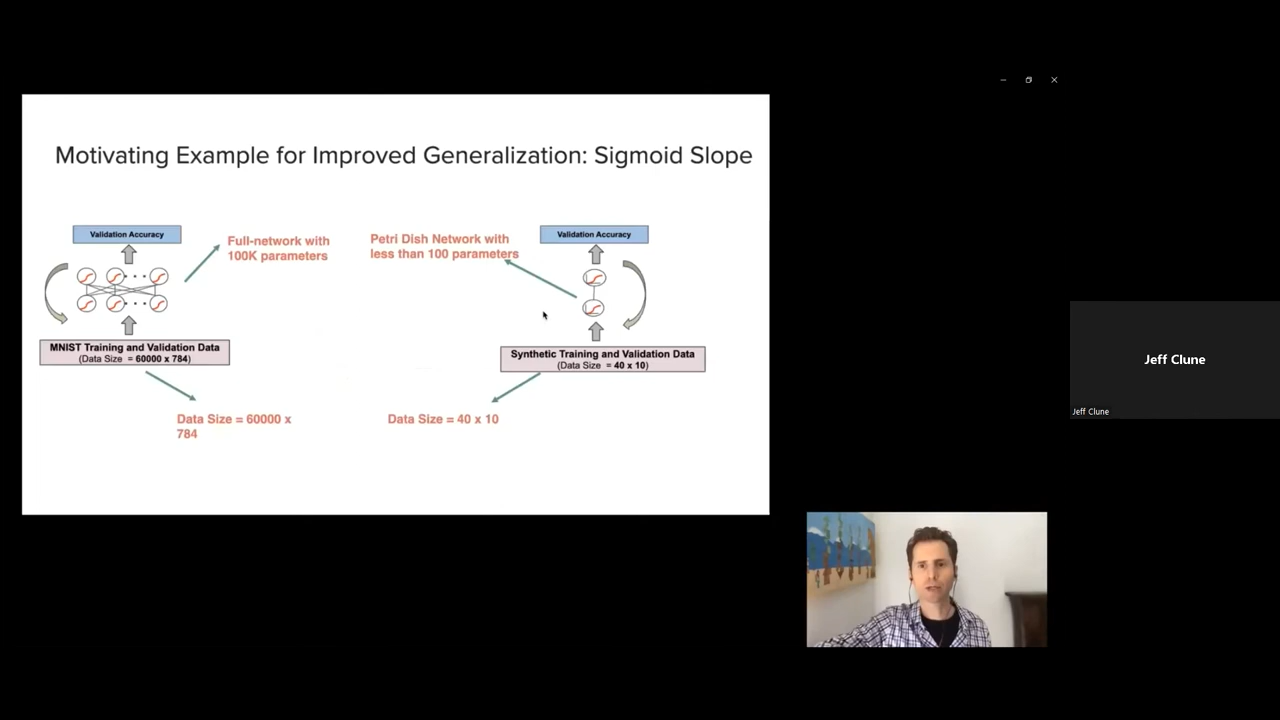 Motivating Example for Improved Generalization: Sigmoid Slope
Validation Accuracy
Full-network with
100K parameters
MNIST Training and Validation Data
(Data Size = 60000 x 784)
Data Size = 60000 x
784
Petri Dish Network with
less than 100 parameters
Validation Accuracy
Synthetic Training and Validation Data
(Data Size = 40 x 10)
Data Size = 40 x 10
Jeff Clune
Jeff Clune